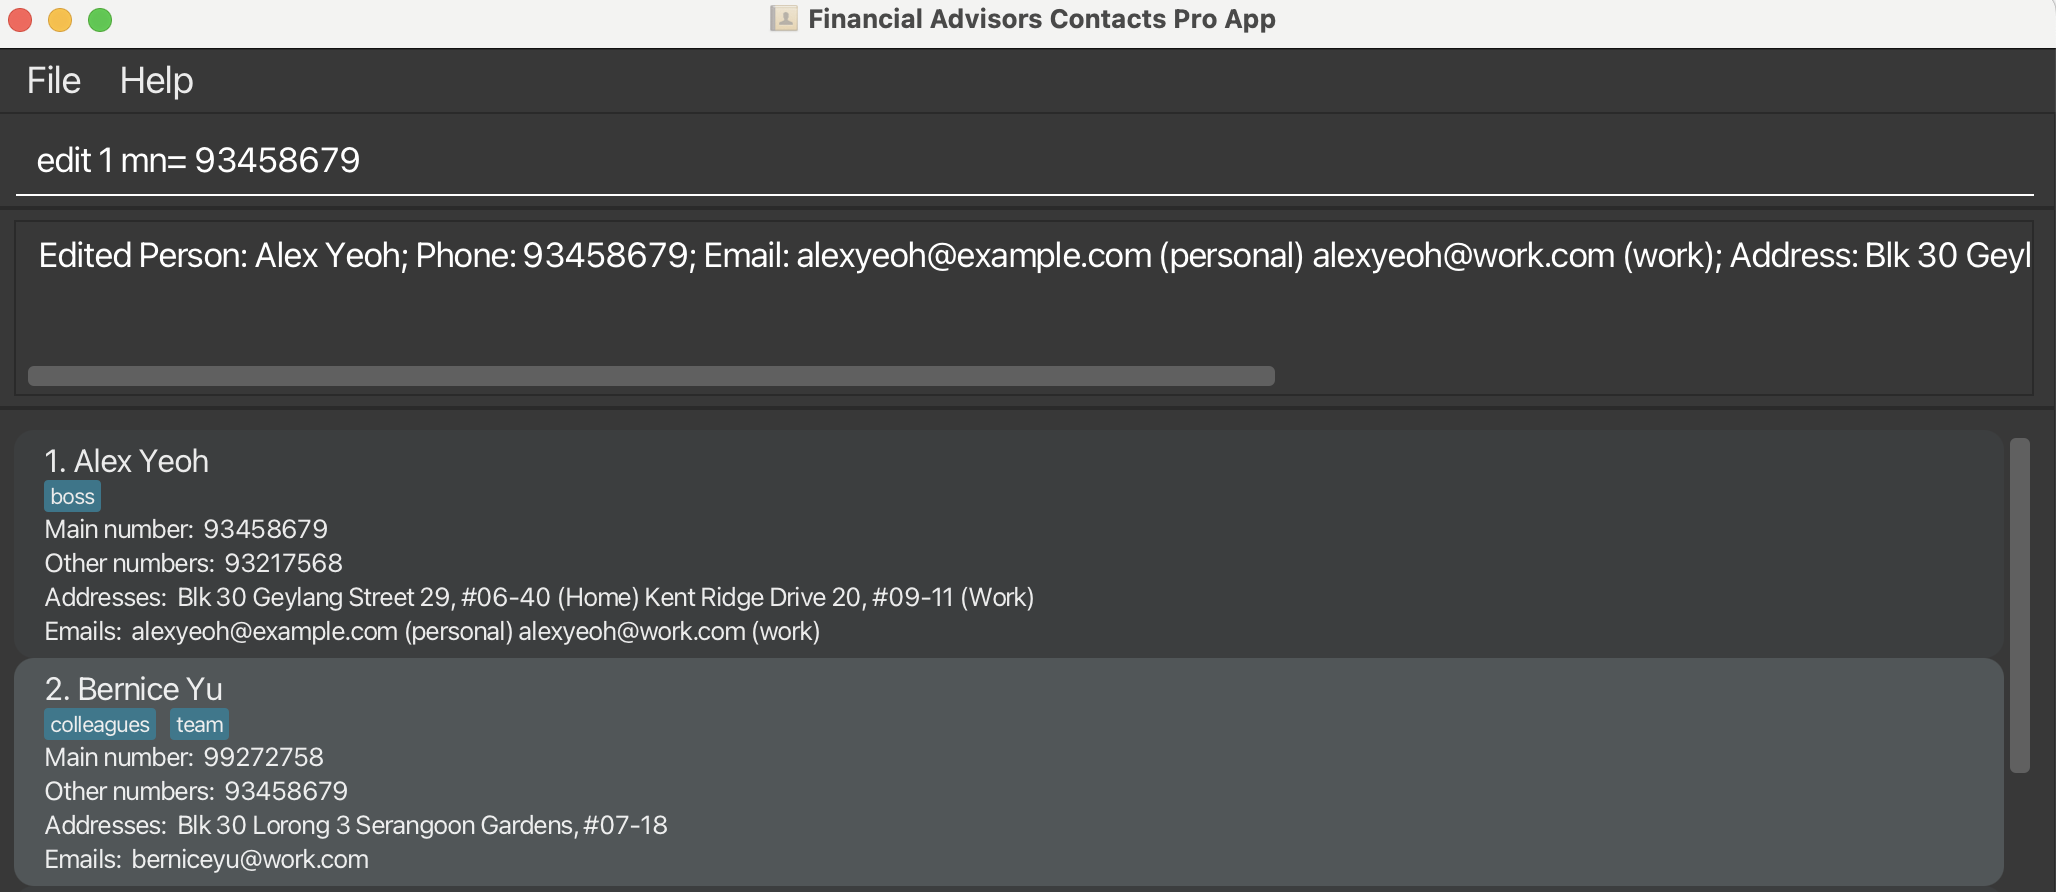 Financial Advisors Contacts Pro App
File Help
edit 1 mn= 93458679
Edited Person: Alex Yeoh; Phone: 93458679; Email: alexyeoh@example.com (personal) alexyeoh@work.com (work); Address: Blk 30 Geyl
1. Alex Yeoh
boss
Main number: 93458679
Other numbers: 93217568
Addresses: Blk 30 Geylang Street 29, #06-40 (Home) Kent Ridge Drive 20, #09-11 (Work)
Emails: alexyeoh@example.com (personal) alexyeoh@work.com (work)
2. Bernice Yu
colleagues team
Main number: 99272758
Other numbers: 93458679
Addresses: Blk 30 Lorong 3 Serangoon Gardens, #07-18
Emails: berniceyu@work.com